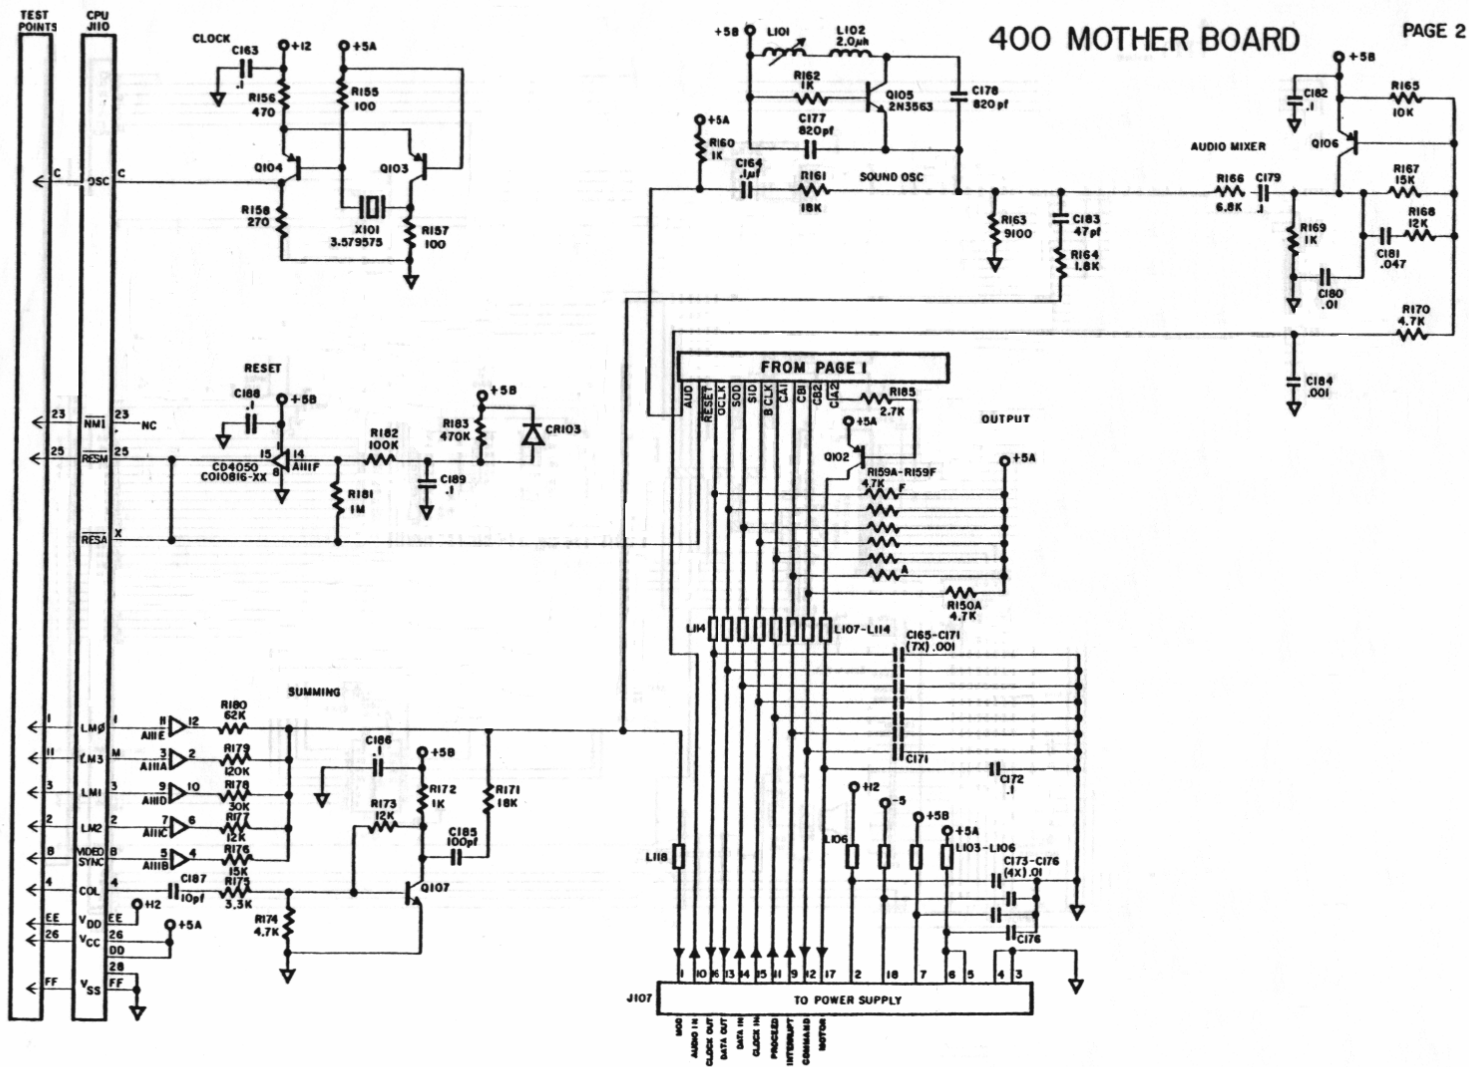 400 MOTHER BOARD
PAGE 2
TEST POINTS
CPU J110
CLOCK
C163
.1
+12
+5A
R156
470
R155
100
Q104
Q103
C
OSC
C
R158
270
X101
3.579575
R157
100
+5B
L101
L102
2.0µh
R162
1K
Q105
2N3563
C178
820pf
C177
820pf
+5A
R160
1K
C164
.1µf
R161
18K
SOUND OSC
R163
9100
C183
47pf
R164
1.8K
AUDIO MIXER
R166
6.8K
C179
.1
+5B
C182
.1
R165
10K
Q106
R167
15K
R168
12K
R169
1K
C181
.047
C180
.01
R170
4.7K
C184
.001
RESET
C188
.1
+5B
23
NMI
23
NC
25
RESM
25
15
1
14
8
A111F
CD4050
CO10816-XX
R182
100K
R183
470K
+5B
CR103
C189
.1
R181
1M
RESA
X
FROM PAGE 1
AUD
RESET
OCLK
SOD
SID
B CLK
CA1
CB1
CB2
CA2
R185
2.7K
OUTPUT
+5A
Q102
R159A-R159F
4.7K
F
+5A
A
R150A
4.7K
L114
L107-L114
C165-C171
(7X) .001
C171
C172
.1
SUMMING
1
LMØ
1
11
12
A111E
R180
62K
11
LM3
M
3
2
A111A
R179
120K
3
LM1
3
9
10
A111D
R178
30K
2
LM2
2
7
6
A111C
R177
12K
8
VIDEO SYNC
8
5
4
A111B
R176
15K
4
COL
4
C187
10pf
R175
3.3K
R174
4.7K
C186
.1
+5B
R172
1K
R171
18K
R173
12K
C185
100pf
Q107
EE
VDD
EE
+12
26
VCC
26
+5A
DD
28
FF
VSS
FF
L118
+12
-5
+5B
+5A
L106
L103-L106
C173-C176
(4X) .01
C176
1
10
16
13
14
15
11
9
12
17
2
18
7
6
5
4
3
J107
TO POWER SUPPLY
MOD
AUDIO IN
CLOCK OUT
DATA OUT
DATA IN
CLOCK IN
PROCEED
INTERRUPT
COMMAND
MOTOR